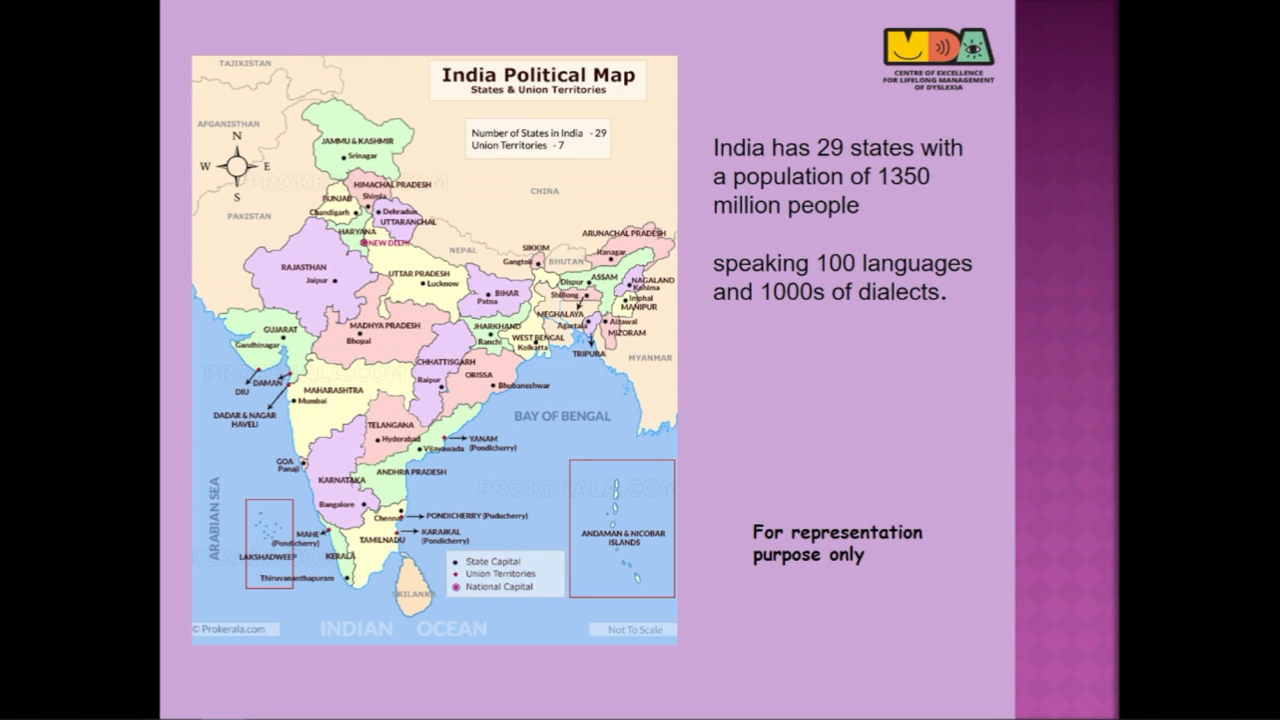 MDA
CENTRE OF EXCELLENCE
FOR LIFELONG MANAGEMENT
OF DYSLEXIA
India Political Map
States & Union Territories
Number of States in India - 29
Union Territories - 7
TAJIKISTAN
AFGANISTHAN
N
W
E
S
PAKISTAN
CHINA
NEPAL
BHUTAN
MYANMAR
JAMMU & KASHMIR
Srinagar
HIMACHAL PRADESH
Shimla
PUNJAB
Chandigarh
Dehradun
UTTARANCHAL
HARYANA
NEW DELHI
RAJASTHAN
Jaipur
UTTAR PRADESH
Lucknow
BIHAR
Patna
SIKKIM
Gangtok
ARUNACHAL PRADESH
Itanagar
ASSAM
Dispur
NAGALAND
Kohima
Shillong
MEGHALAYA
Imphal
MANIPUR
Agartala
Aizawal
MIZORAM
TRIPURA
GUJARAT
Gandhinagar
MADHYA PRADESH
Bhopal
JHARKHAND
Ranchi
WEST BENGAL
Kolkatta
CHHATTISGARH
Raipur
ORISSA
Bhubaneshwar
DIU
DAMAN
DADAR & NAGAR
HAVELI
MAHARASHTRA
Mumbai
TELANGANA
Hyderabad
Vijayawada
YANAM
(Pondicherry)
BAY OF BENGAL
GOA
Panaji
KARNATAKA
ANDHRA PRADESH
Bangalore
Chennai
PONDICHERRY (Puducherry)
MAHE
(Pondicherry)
KARAIKAL
(Pondicherry)
TAMILNADU
LAKSHADWEEP
KERALA
Thiruvananthapuram
ARABIAN SEA
SRILANKA
ANDAMAN & NICOBAR
ISLANDS
State Capital
Union Territories
National Capital
PROKERALA.COM
© Prokerala.com
INDIAN OCEAN
Not To Scale
India has 29 states with
a population of 1350
million people
speaking 100 languages
and 1000s of dialects.
For representation
purpose only